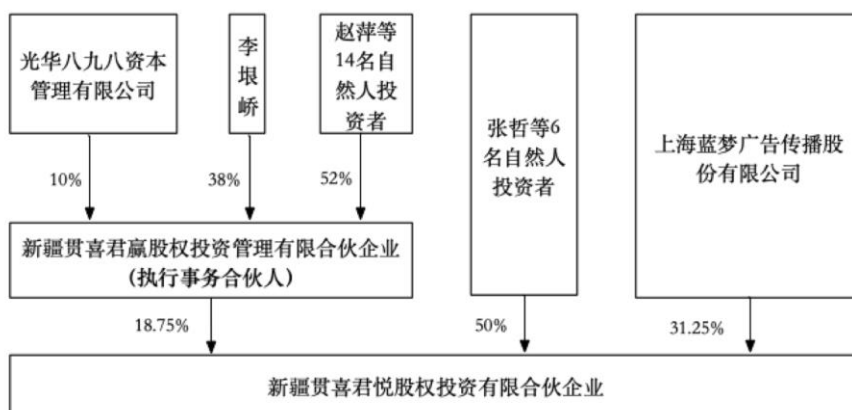 光华八九八资本
管理有限公司
李
垠
峤
赵萍等
14名自
然人投
资者
张哲等6
名自然人
投资者
上海蓝梦广告传播股
份有限公司
10%
38%
52%
新疆贯喜君赢股权投资管理有限合伙企业
(执行事务合伙人)
18.75%
50%
31.25%
新疆贯喜君悦股权投资有限合伙企业